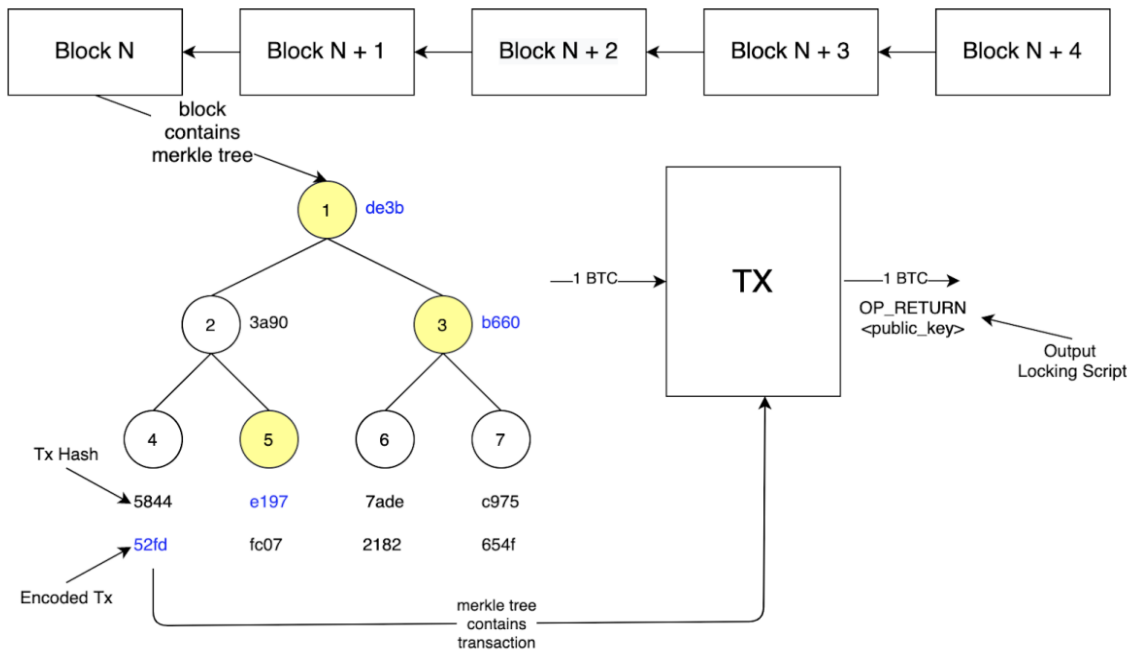 Block N
Block N + 1
Block N + 2
Block N + 3
Block N + 4
block
contains
merkle tree
1
de3b
2
3a90
3
b660
4
5
6
7
Tx Hash
5844
e197
7ade
c975
52fd
fc07
2182
654f
Encoded Tx
1 BTC
TX
1 BTC
OP_RETURN
<public_key>
Output
Locking Script
merkle tree
contains
transaction